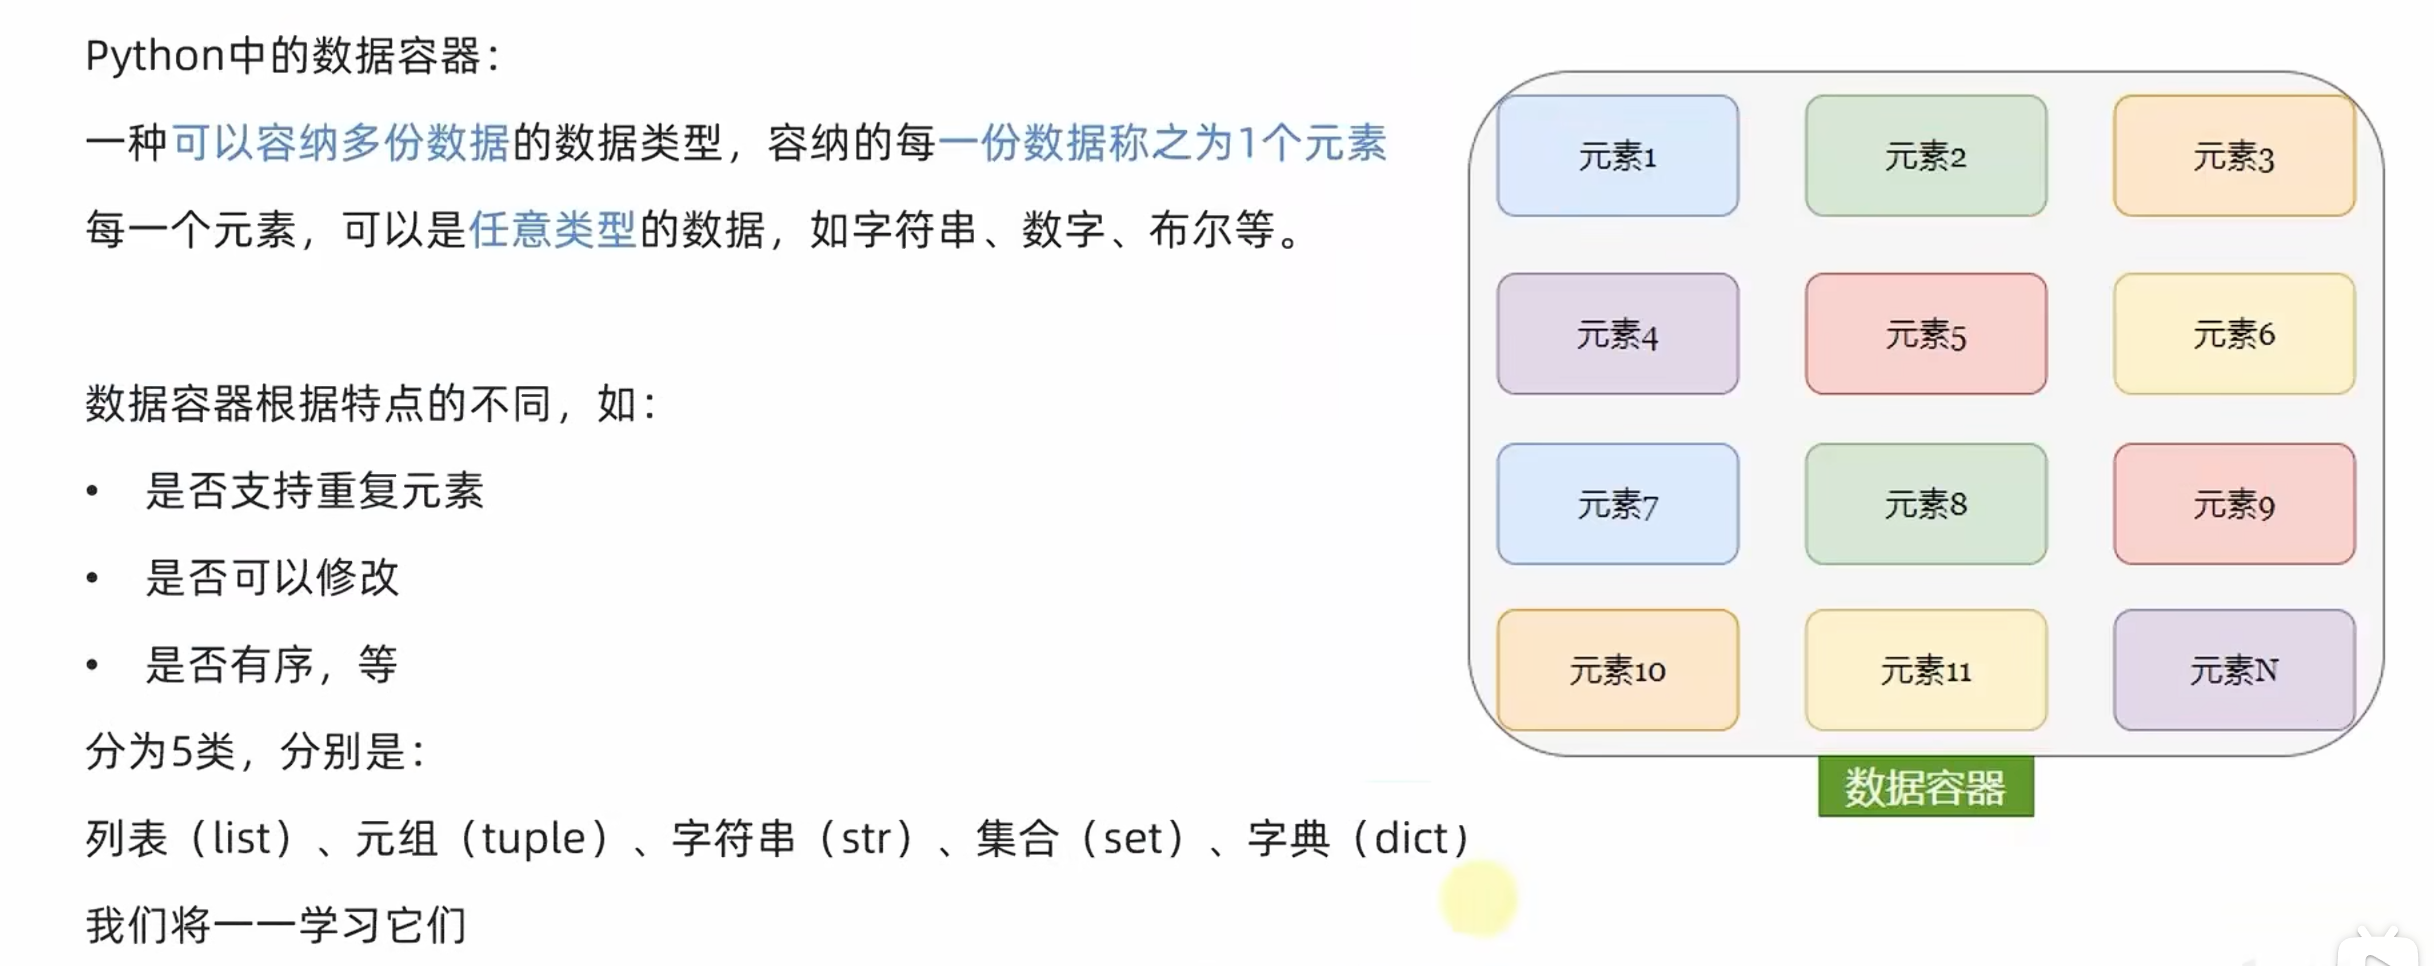 Python中的数据容器：
一种可以容纳多份数据的数据类型，容纳的每一份数据称之为1个元素
每一个元素，可以是任意类型的数据，如字符串、数字、布尔等。
数据容器根据特点的不同，如：
• 是否支持重复元素
• 是否可以修改
• 是否有序，等
分为5类，分别是：
列表（list）、元组（tuple）、字符串（str）、集合（set）、字典（dict）
我们将一一学习它们
元素1
元素2
元素3
元素4
元素5
元素6
元素7
元素8
元素9
元素10
元素11
元素N
数据容器